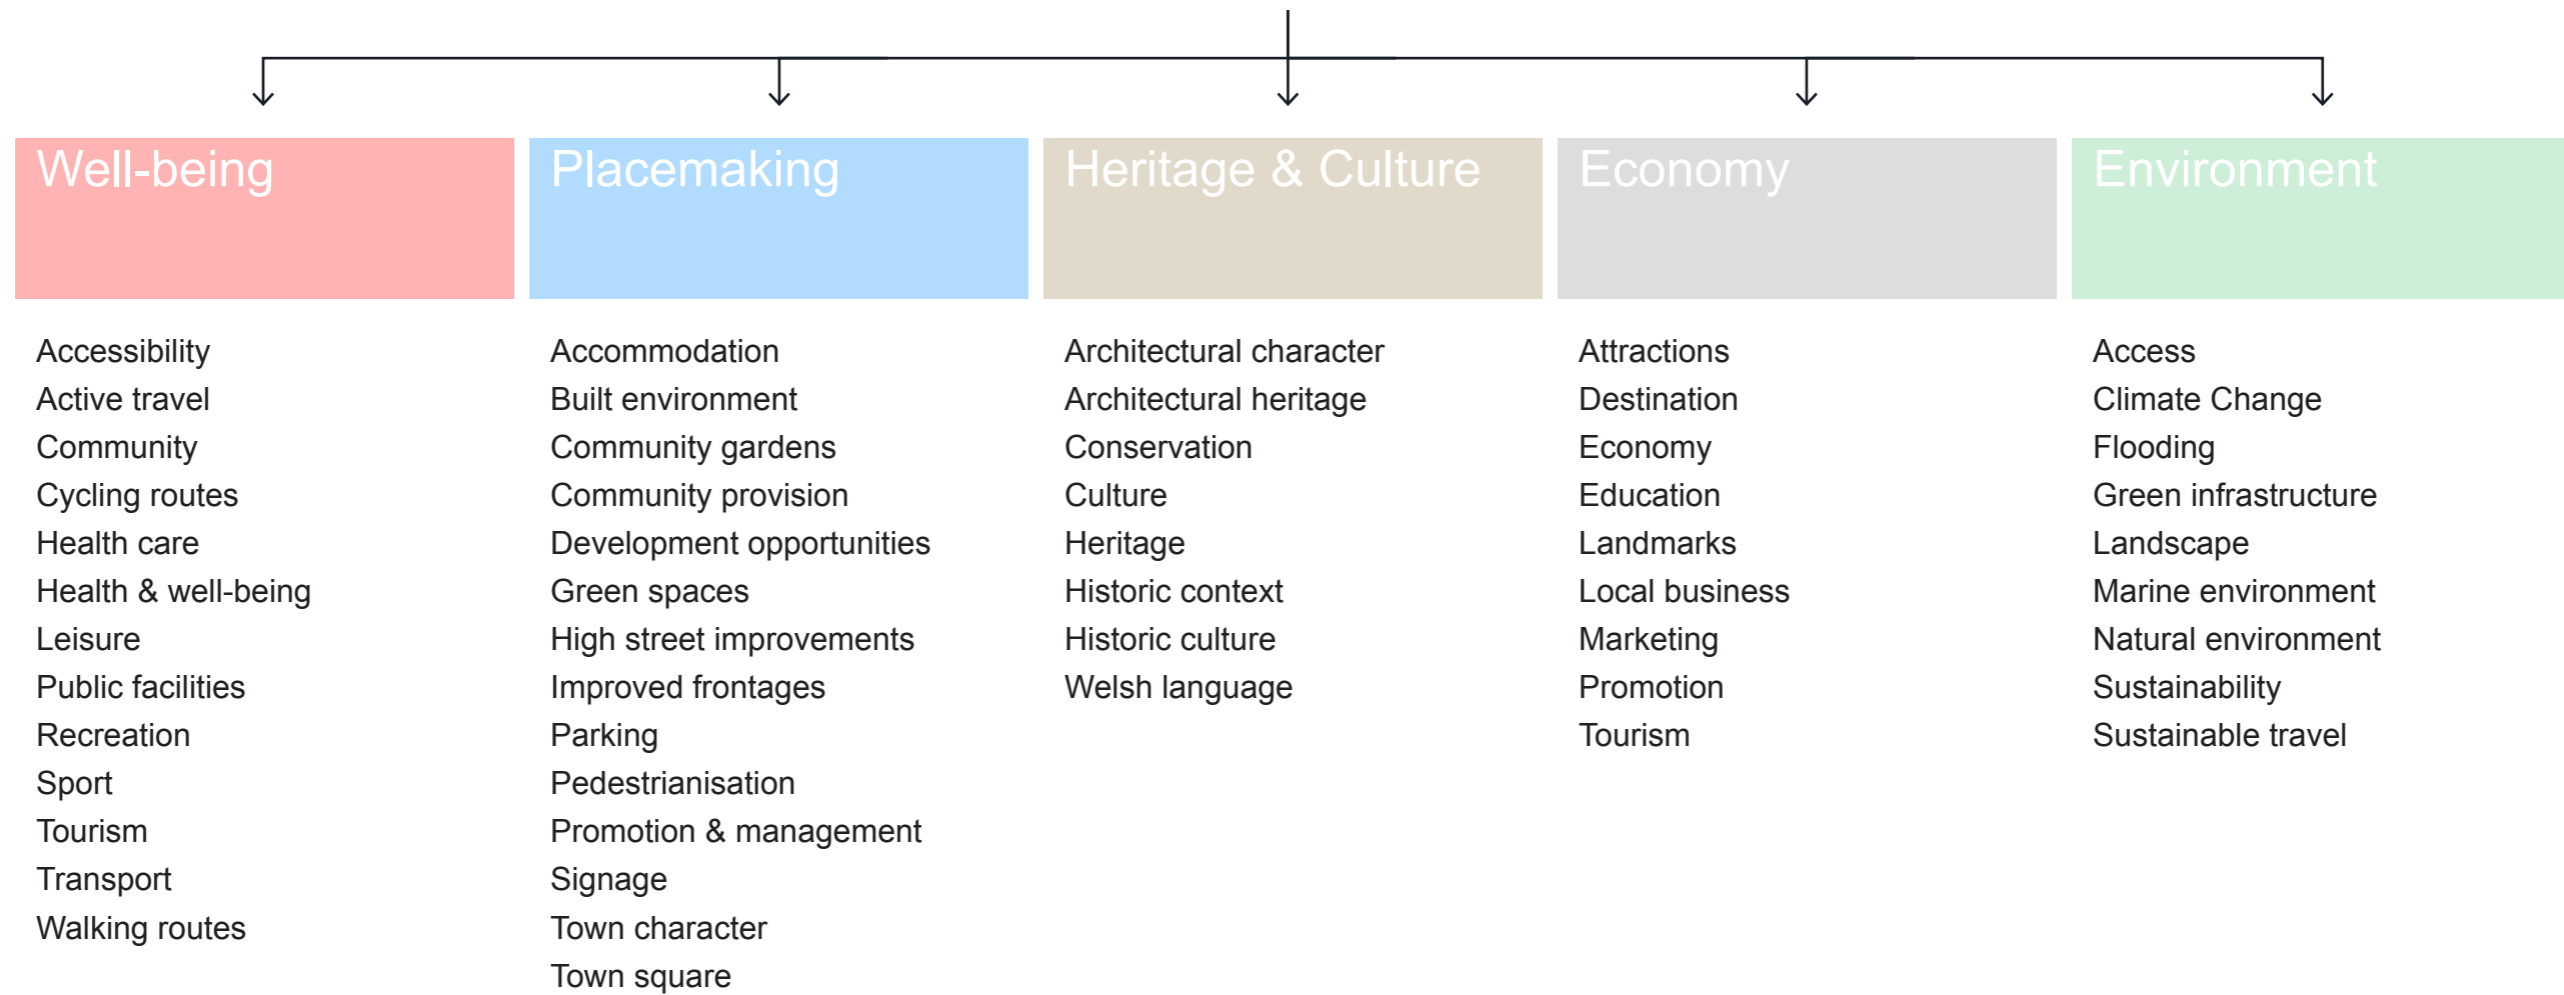 Well-being
Accessibility
Active travel
Community
Cycling routes
Health care
Health & well-being
Leisure
Public facilities
Recreation
Sport
Tourism
Transport
Walking routes
Placemaking
Accommodation
Built environment
Community gardens
Community provision
Development opportunities
Green spaces
High street improvements
Improved frontages
Parking
Pedestrianisation
Promotion & management
Signage
Town character
Town square
Heritage & Culture
Architectural character
Architectural heritage
Conservation
Culture
Heritage
Historic context
Historic culture
Welsh language
Economy
Attractions
Destination
Economy
Education
Landmarks
Local business
Marketing
Promotion
Tourism
Environment
Access
Climate Change
Flooding
Green infrastructure
Landscape
Marine environment
Natural environment
Sustainability
Sustainable travel